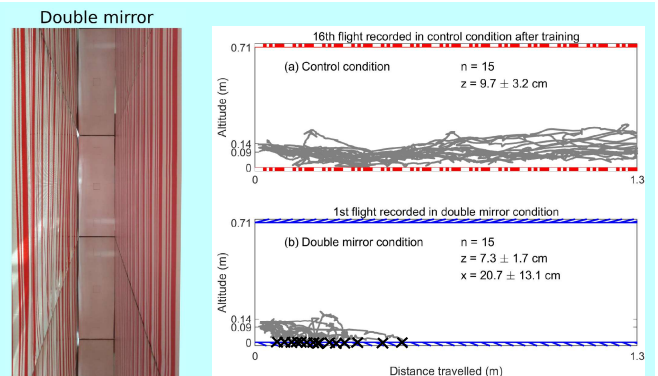 Double mirror
16th flight recorded in control condition after training
0.71
(a) Control condition
n = 15
z = 9.7 ± 3.2 cm
Altitude (m)
0.14
0.09
0
0
1.3
1st flight recorded in double mirror condition
0.71
(b) Double mirror condition
n = 15
z = 7.3 ± 1.7 cm
x = 20.7 ± 13.1 cm
Altitude (m)
0.14
0.09
0
0
1.3
Distance travelled (m)